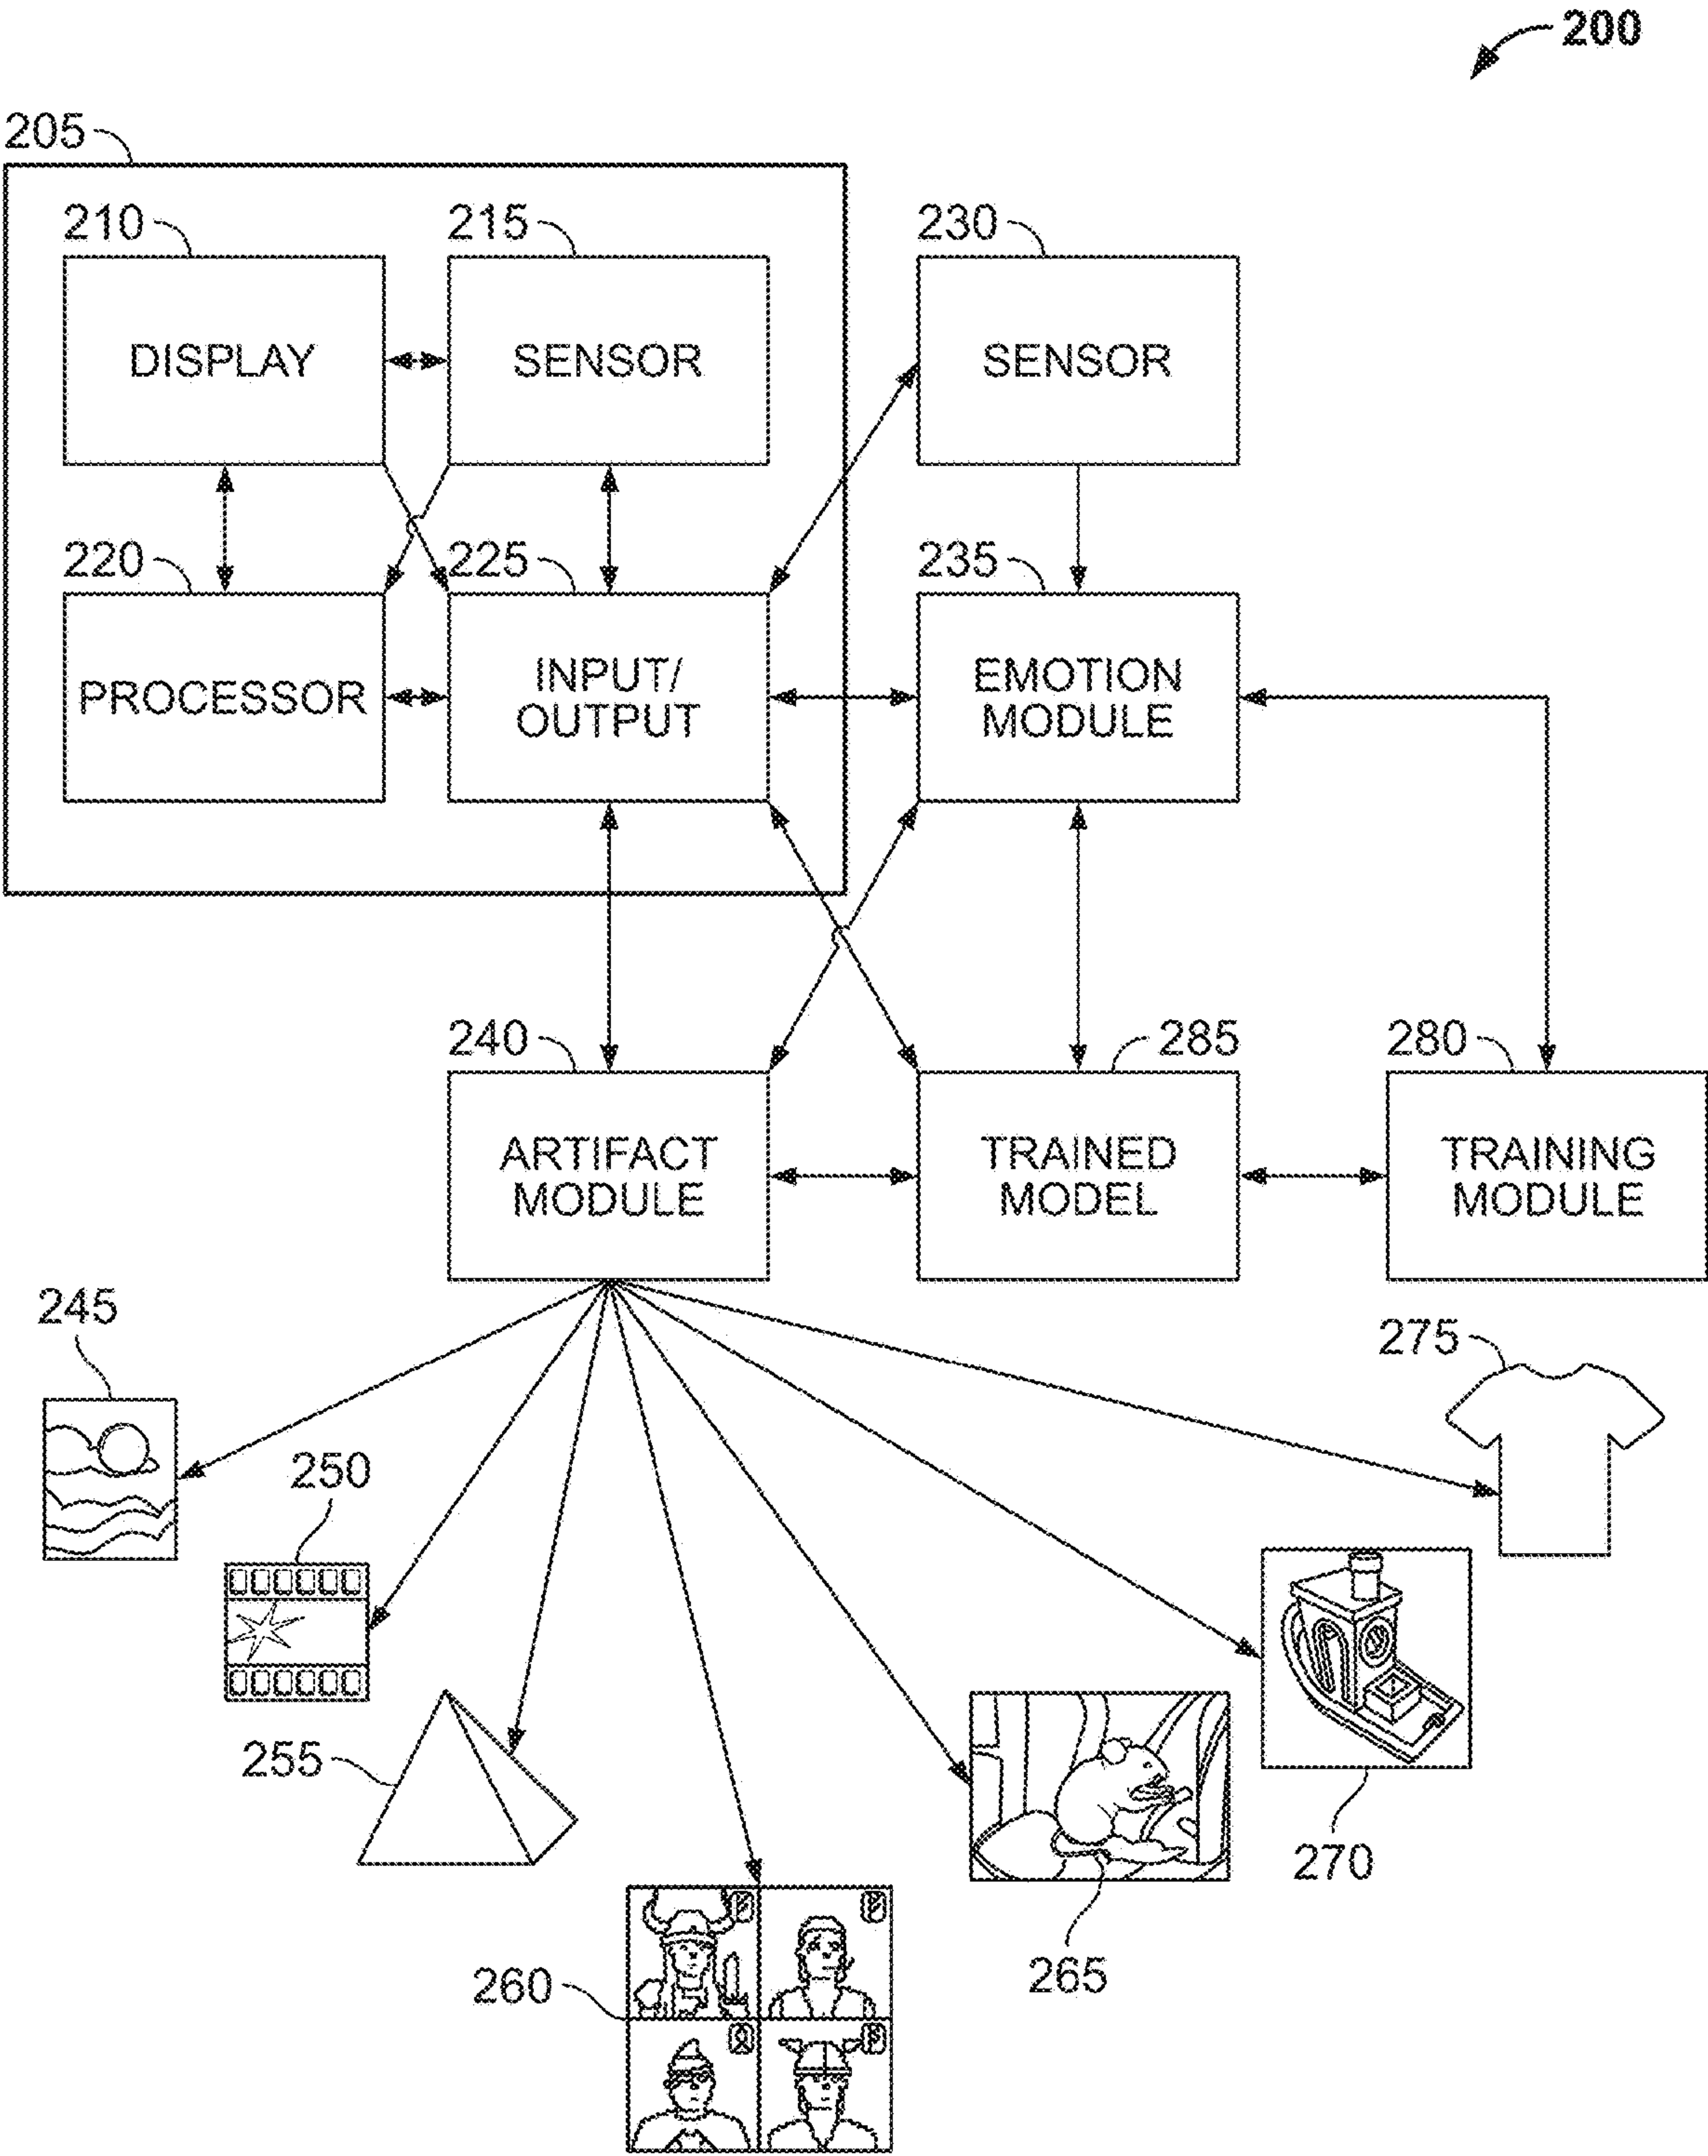 200
205
210
215
230
DISPLAY
SENSOR
SENSOR
220
225
235
PROCESSOR
INPUT/
OUTPUT
EMOTION
MODULE
240
285
280
ARTIFACT
MODULE
TRAINED
MODEL
TRAINING
MODULE
245
275
250
255
270
265
260